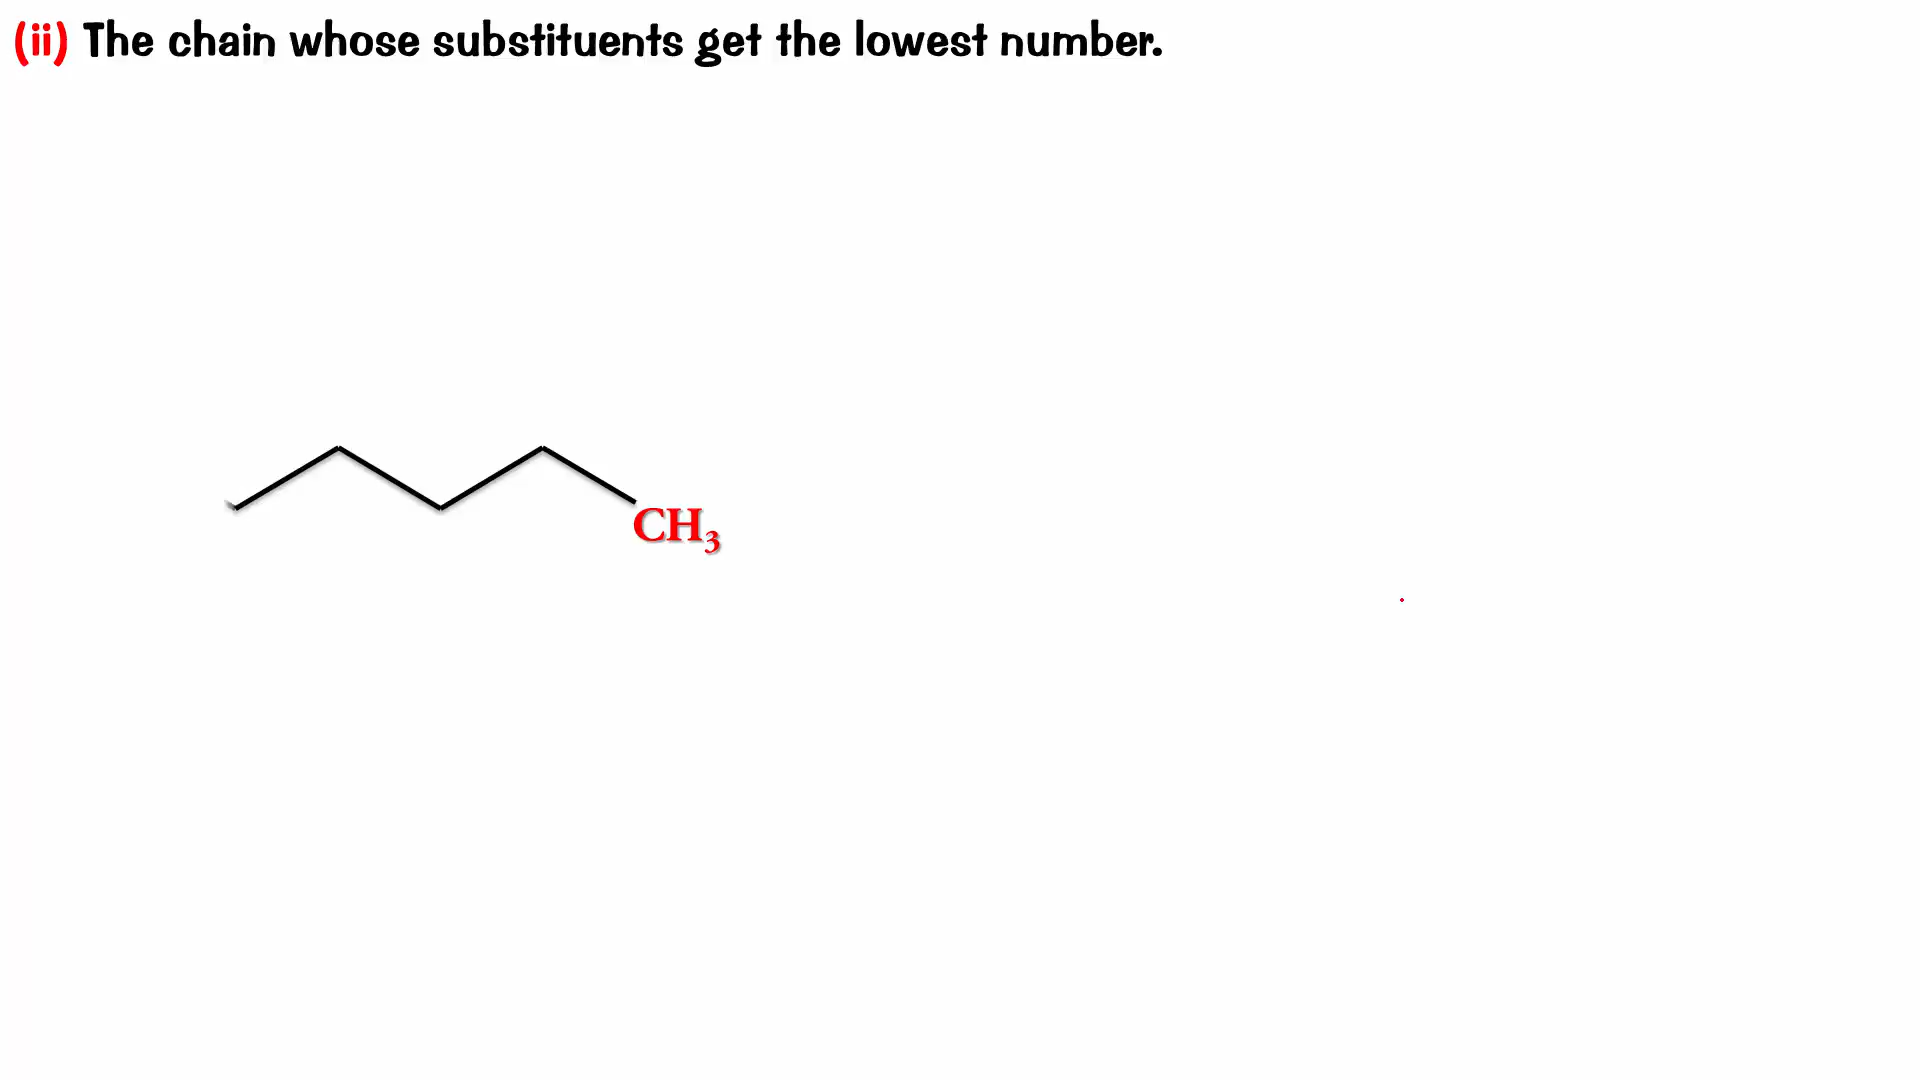 (ii) The chain whose substituents get the lowest number.
CH₃